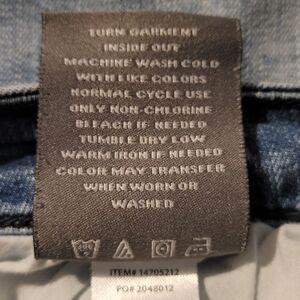 TURN GARMENT
INSIDE OUT
MACHINE WASH COLD
WITH LIKE COLORS
NORMAL CYCLE USE
ONLY NON-CHLORINE
BLEACH IF NEEDED
TUMBLE DRY LOW
WARM IRON IF NEEDED
COLOR MAY TRANSFER
WHEN WORN OR
WASHED
ITEM# 14705212
PO# 2048012